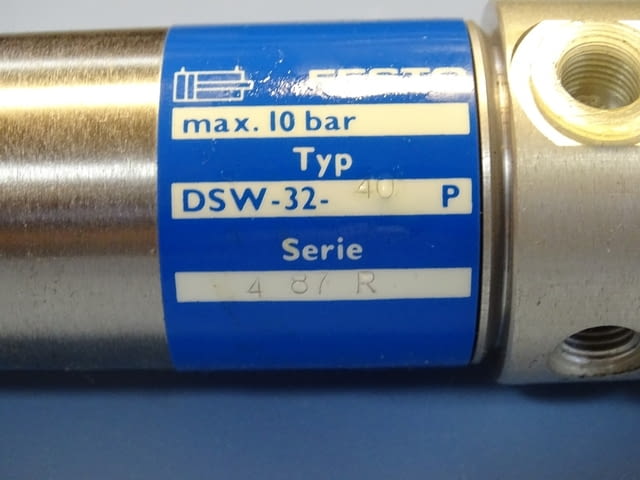 FESTO
max. 10 bar
Typ
DSW-32- 40 P
Serie
4 87 R